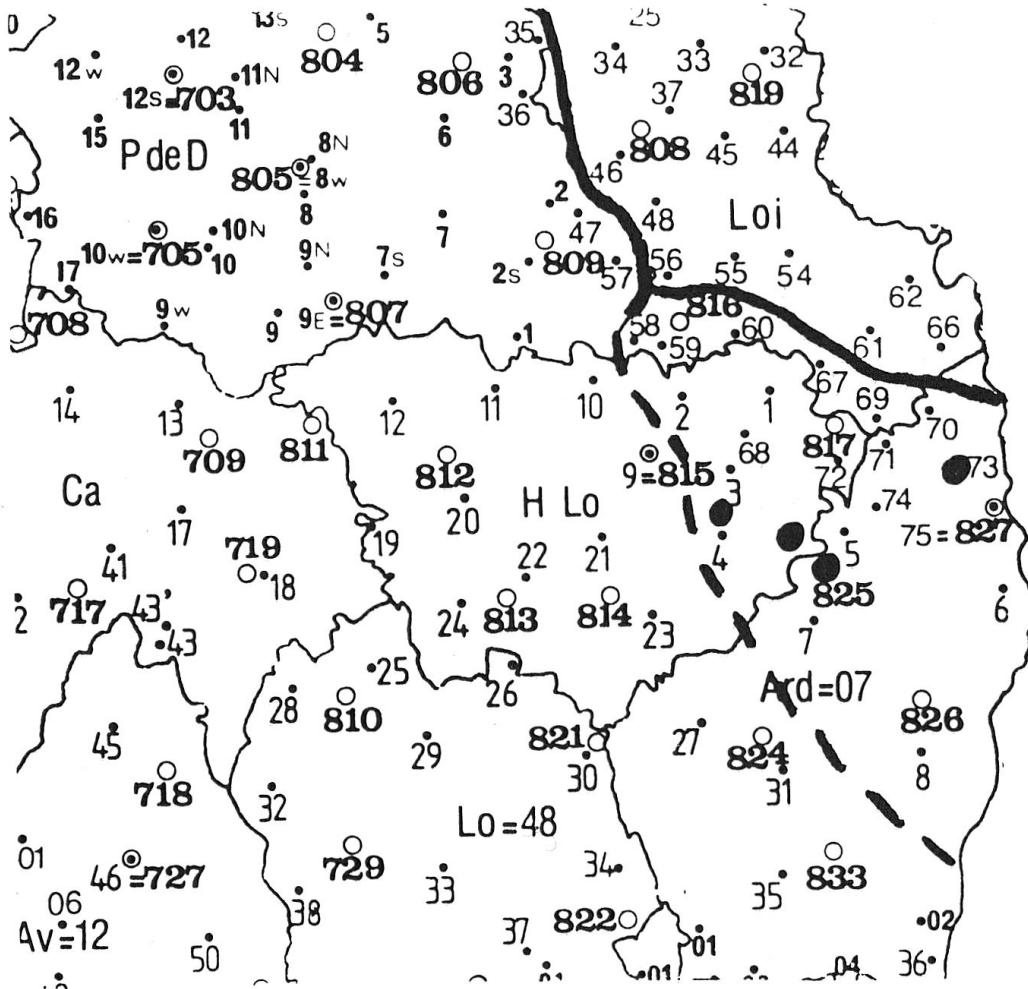 13s 5 35 25
12 804 34 33 32
12w 806 3 819
12s=703 11N 36 37
15 11 6 808 45 44
P de D 8N 46
805=8w
16 8 2 48 Loi
10w=705 10N 7 47
10 9N 7s 2s 809 57 56 55 54
17 62
708 9w 9 9E=807 816
1 58 59 60 61 66
14 13 12 11 10 2 1 67 69
709 811 70
812 9=815 68 817 71 73
Ca 20 H Lo 3 72 74
17 19 22 21 4 5 75=827
41 719 18
717 43' 825 6
2 43 24 813 814 23 7
25 26 Ard=07
28 810 826
45 29 821 27 824
718 30 31 8
32 Lo=48
01 729
46=727 33 34 35 833
06 38
Av=12 822 02
50 37 01 36
01 04